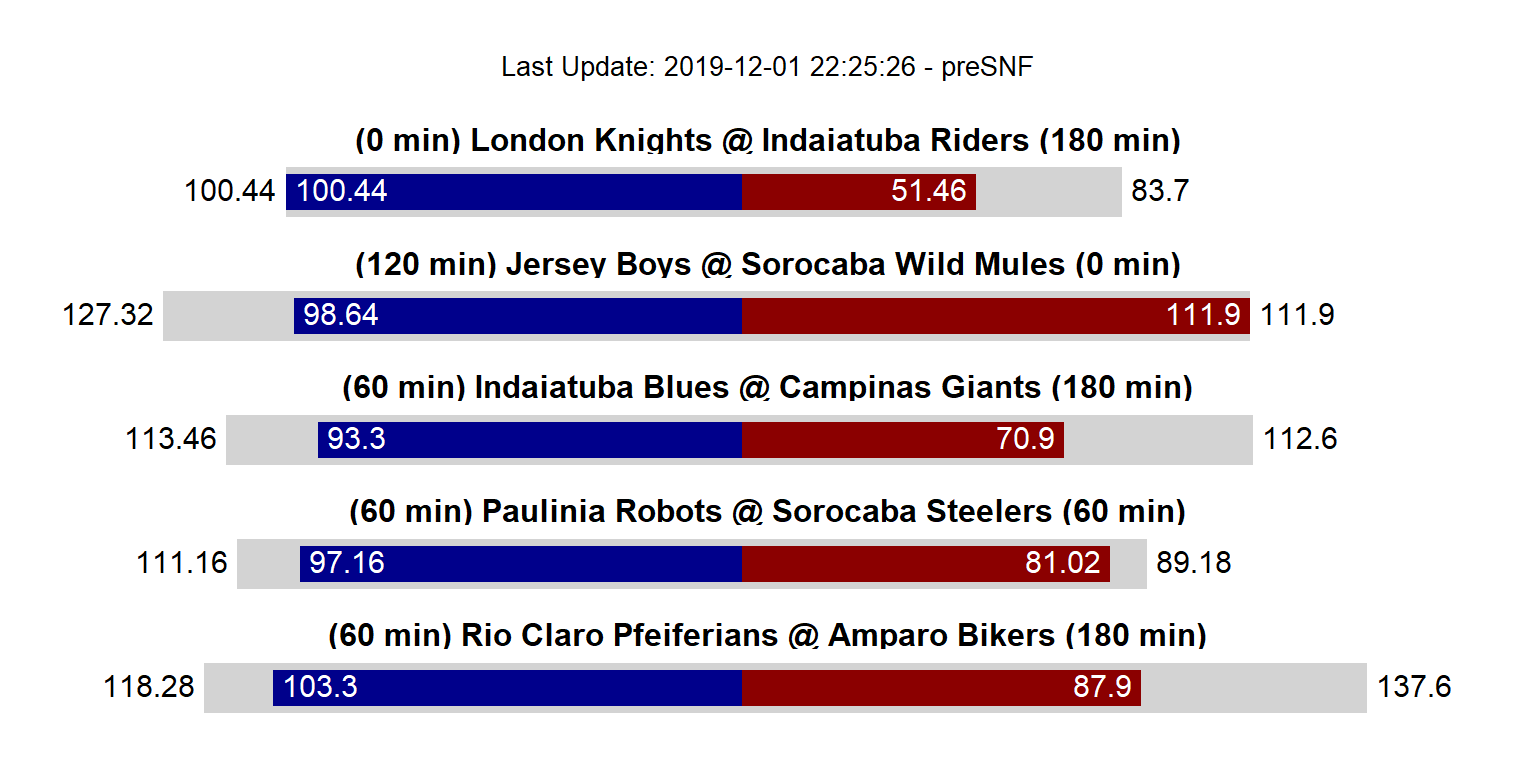 Last Update: 2019-12-01 22:25:26 - preSNF
(0 min) London Knights @ Indaiatuba Riders (180 min)
100.44 100.44 51.46 83.7
(120 min) Jersey Boys @ Sorocaba Wild Mules (0 min)
127.32 98.64 111.9 111.9
(60 min) Indaiatuba Blues @ Campinas Giants (180 min)
113.46 93.3 70.9 112.6
(60 min) Paulinia Robots @ Sorocaba Steelers (60 min)
111.16 97.16 81.02 89.18
(60 min) Rio Claro Pfeiferians @ Amparo Bikers (180 min)
118.28 103.3 87.9 137.6